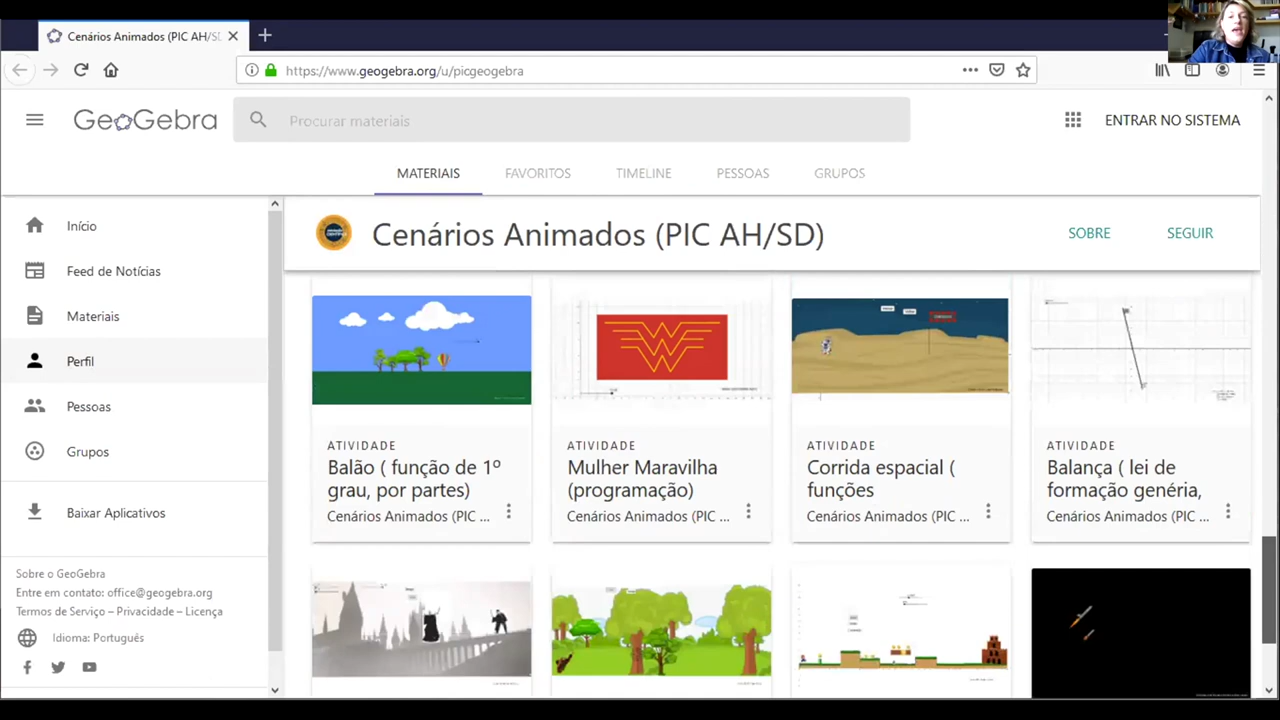 Cenários Animados (PIC AH/SD
https://www.geogebra.org/u/picgeogebra
GeoGebra
Procurar materiais
ENTRAR NO SISTEMA
MATERIAIS
FAVORITOS
TIMELINE
PESSOAS
GRUPOS
Início
Feed de Notícias
Materiais
Perfil
Pessoas
Grupos
Baixar Aplicativos
Sobre o GeoGebra
Entre em contato: office@geogebra.org
Termos de Serviço – Privacidade – Licença
Idioma: Português
Cenários Animados (PIC AH/SD)
SOBRE
SEGUIR
ATIVIDADE
Balão ( função de 1º
grau, por partes)
Cenários Animados (PIC ...
ATIVIDADE
Mulher Maravilha
(programação)
Cenários Animados (PIC ...
ATIVIDADE
Corrida espacial (
funções
Cenários Animados (PIC ...
ATIVIDADE
Balança ( lei de
formação genéria,
Cenários Animados (PIC ...